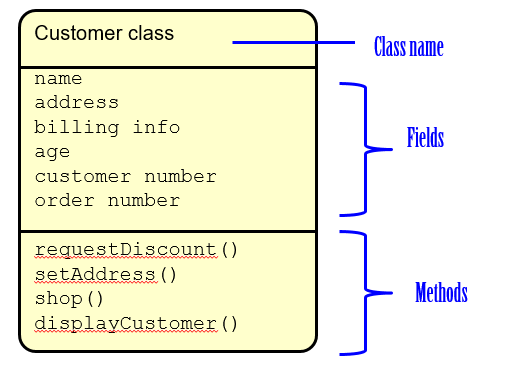 Customer class
Class name
name
address
billing info
age
customer number
order number
Fields
requestDiscount()
setAddress()
shop()
displayCustomer()
Methods